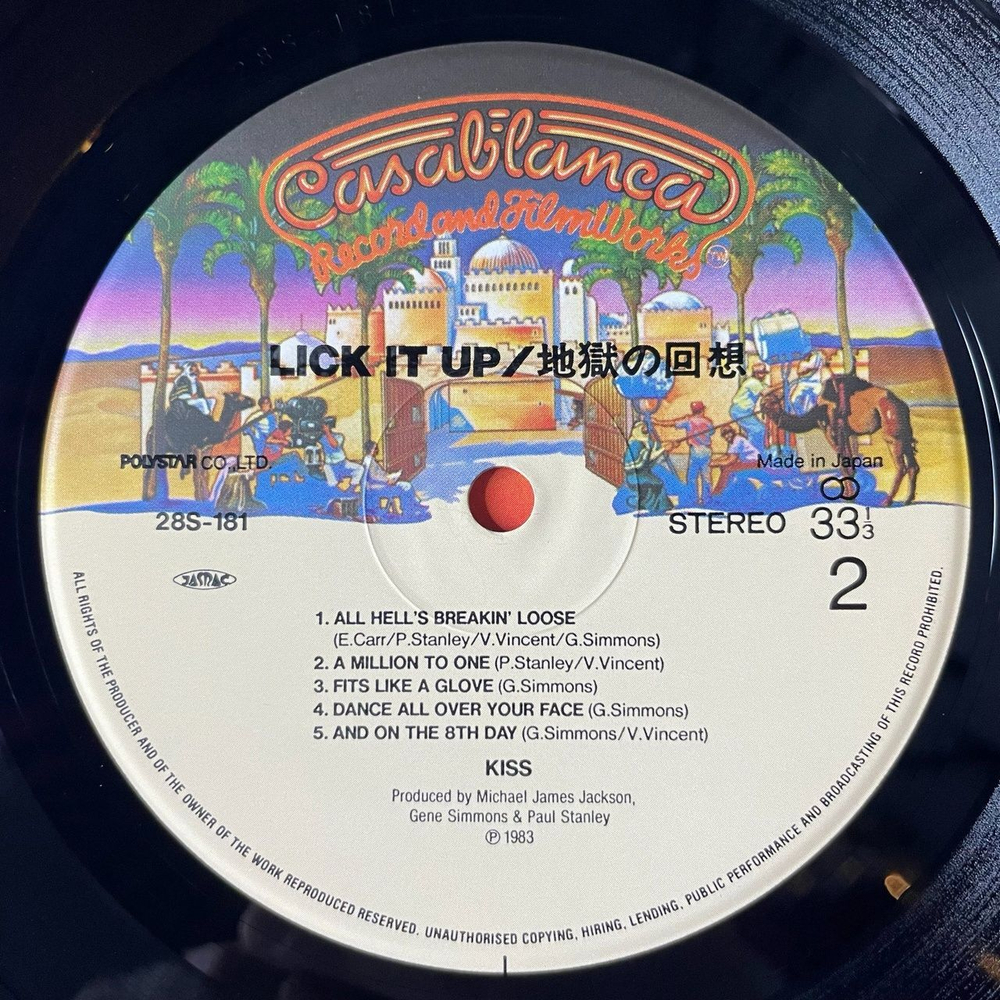 Casablanca
Record and FilmWorks
LICK IT UP/地獄の回想
POLYSTAR CO.,LTD.
Made in Japan
28S-181
STEREO 33 1/3
2
JASRAC
1. ALL HELL'S BREAKIN' LOOSE
(E.Carr/P.Stanley/V.Vincent/G.Simmons)
2. A MILLION TO ONE (P.Stanley/V.Vincent)
3. FITS LIKE A GLOVE (G.Simmons)
4. DANCE ALL OVER YOUR FACE (G.Simmons)
5. AND ON THE 8TH DAY (G.Simmons/V.Vincent)
KISS
Produced by Michael James Jackson,
Gene Simmons & Paul Stanley
Ⓟ 1983
ALL RIGHTS OF THE PRODUCER AND OF THE OWNER OF THE WORK REPRODUCED RESERVED. UNAUTHORISED COPYING, HIRING, LENDING, PUBLIC PERFORMANCE AND BROADCASTING OF THIS RECORD PROHIBITED.